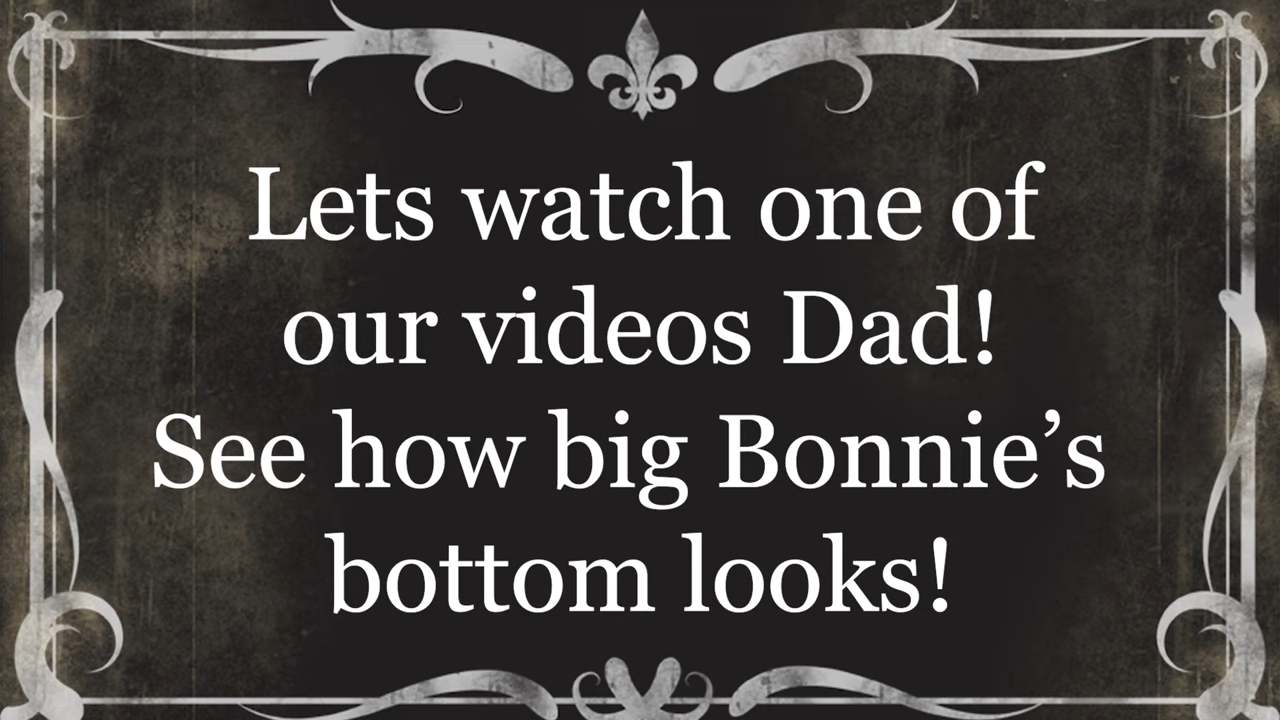 Lets watch one of
our videos Dad!
See how big Bonnie’s
bottom looks!